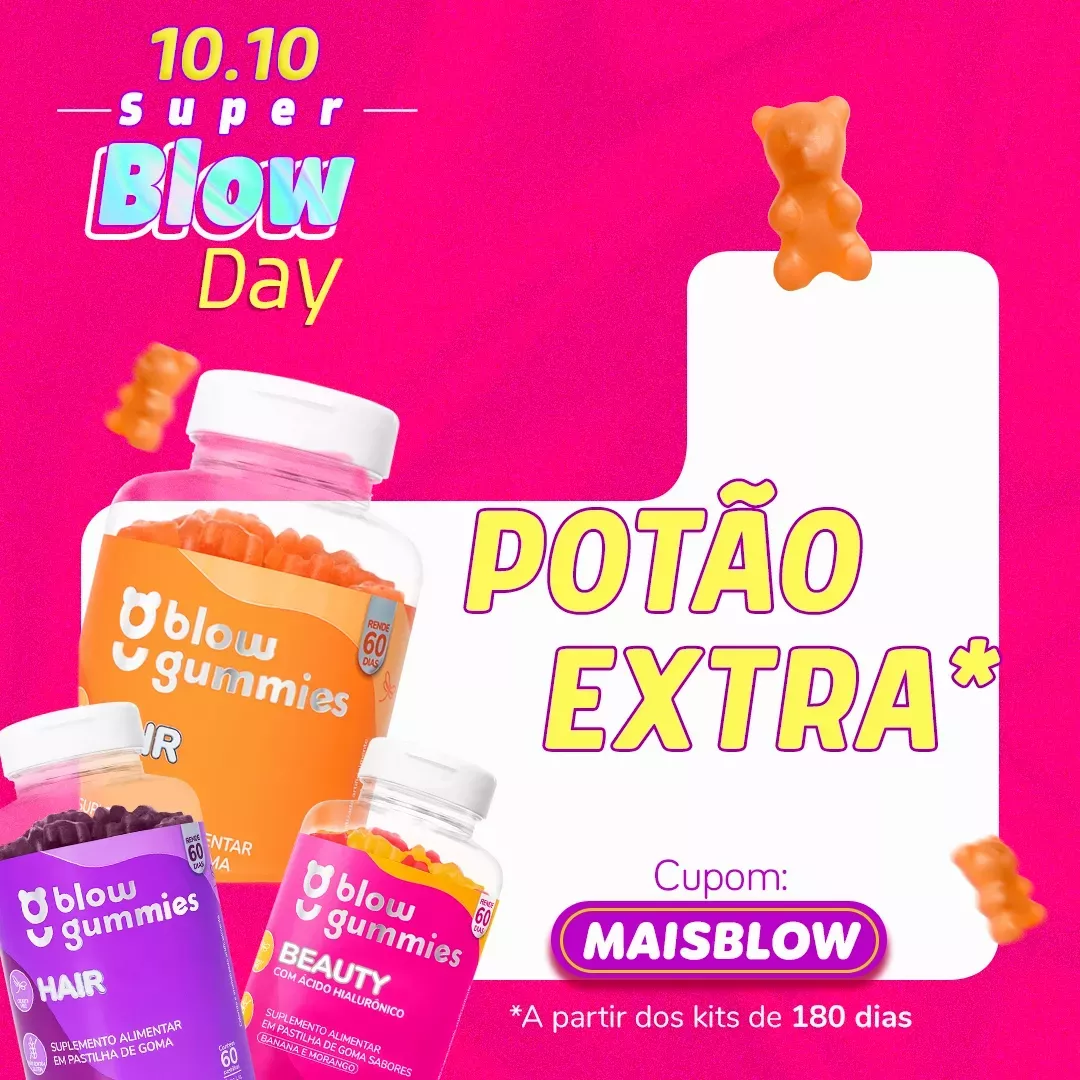 10.10
Super
Blow
Day
POTÃO
EXTRA*
Cupom:
MAISBLOW
*A partir dos kits de 180 dias
blow
gummies
RENDE
60
DIAS
blow
gummies
HAIR
RENDE
60
DIAS
SUPLEMENTO ALIMENTAR
EM PASTILHA DE GOMA
60
blow
gummies
RENDE
60
DIAS
BEAUTY
COM ÁCIDO HIALURÔNICO
SUPLEMENTO ALIMENTAR
EM PASTILHA DE GOMA SABORES
BANANA E MORANGO